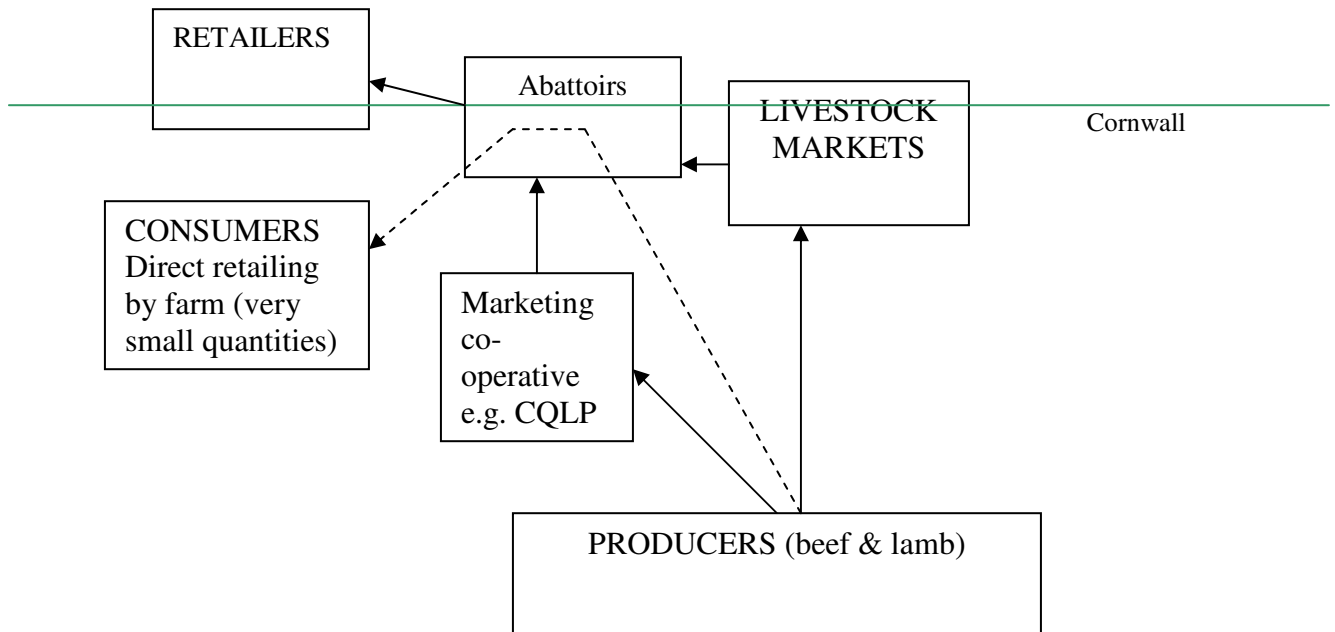 RETAILERS
Abattoirs
LIVESTOCK
MARKETS
Cornwall
CONSUMERS
Direct retailing
by farm (very
small quantities)
Marketing
co-
operative
e.g. CQLP
PRODUCERS (beef & lamb)